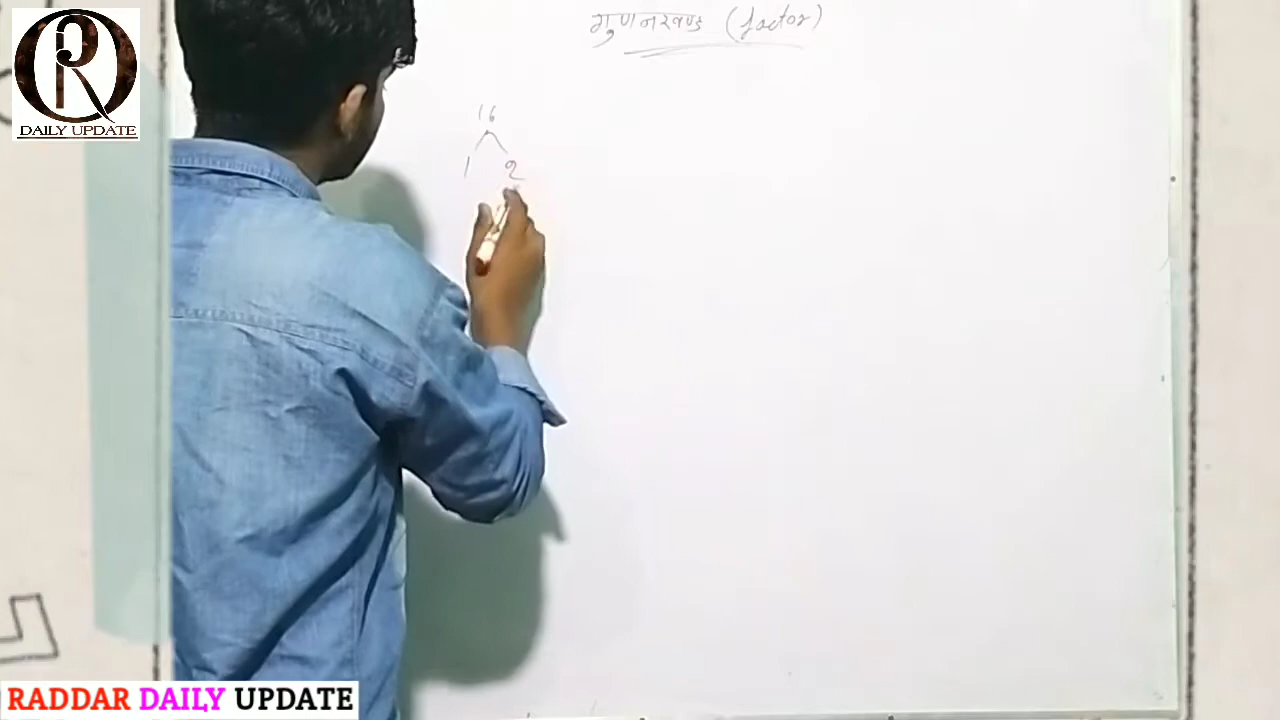 गुणनखण्ड (factor)
16
1 2
DAILY UPDATE
RADDAR DAILY UPDATE